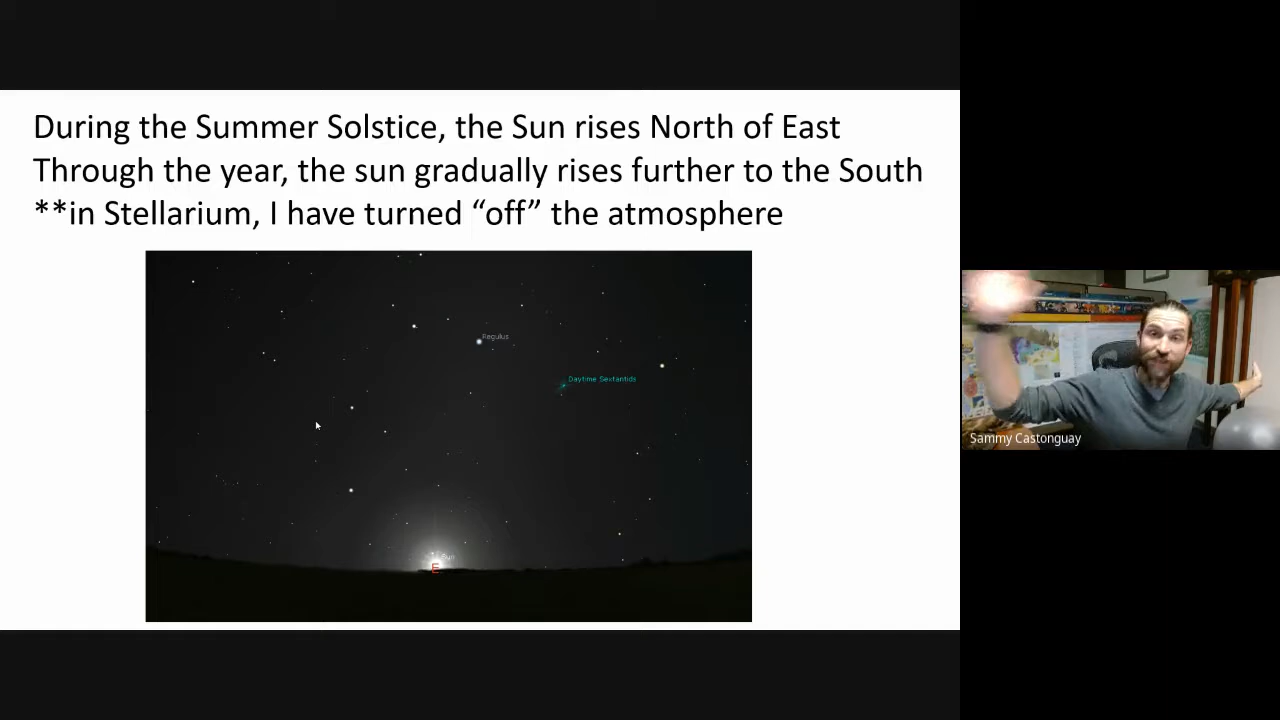 During the Summer Solstice, the Sun rises North of East
Through the year, the sun gradually rises further to the South
**in Stellarium, I have turned “off” the atmosphere
Regulus
Daytime Sextantids
Sun
E
Sammy Castonguay